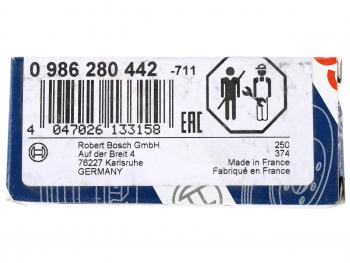 0 986 280 442 -711
4 047026 133158
EAC
Robert Bosch GmbH
Auf der Breit 4
76227 Karlsruhe
GERMANY
250
374
Made in France
Fabriqué en France